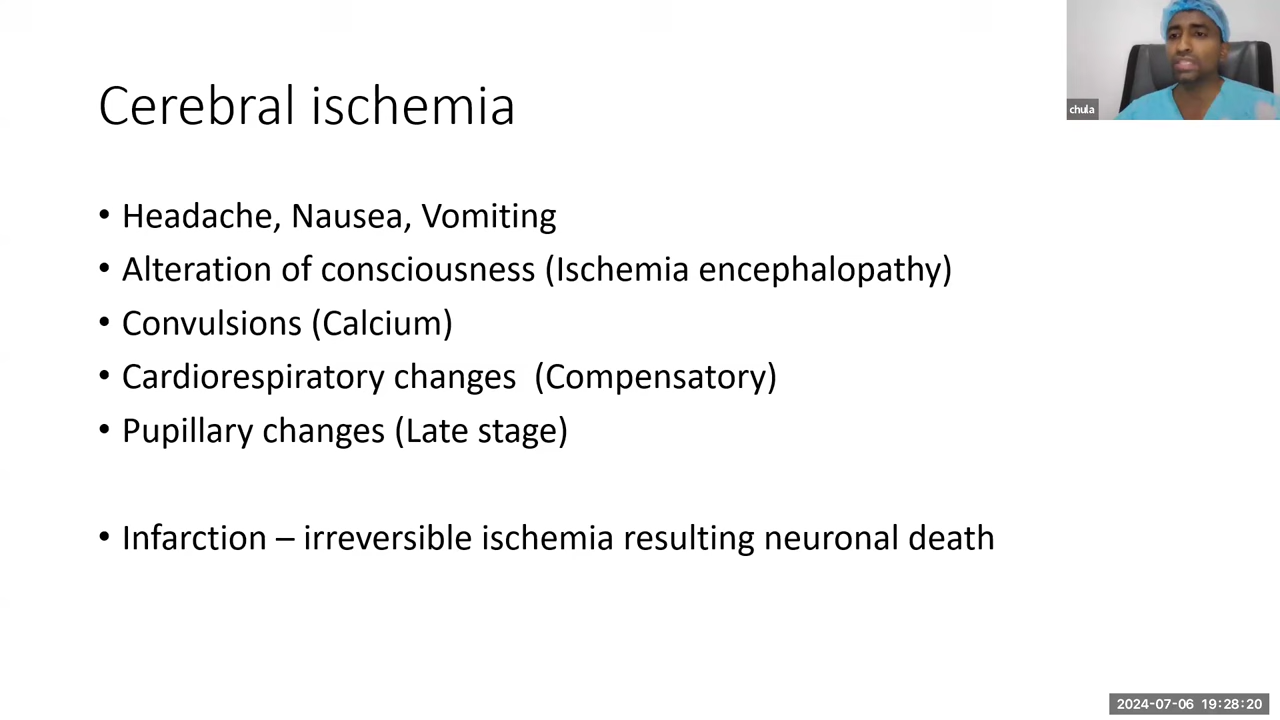 chula
Cerebral ischemia
• Headache, Nausea, Vomiting
• Alteration of consciousness (Ischemia encephalopathy)
• Convulsions (Calcium)
• Cardiorespiratory changes (Compensatory)
• Pupillary changes (Late stage)
• Infarction – irreversible ischemia resulting neuronal death
2024-07-06 19:28:20